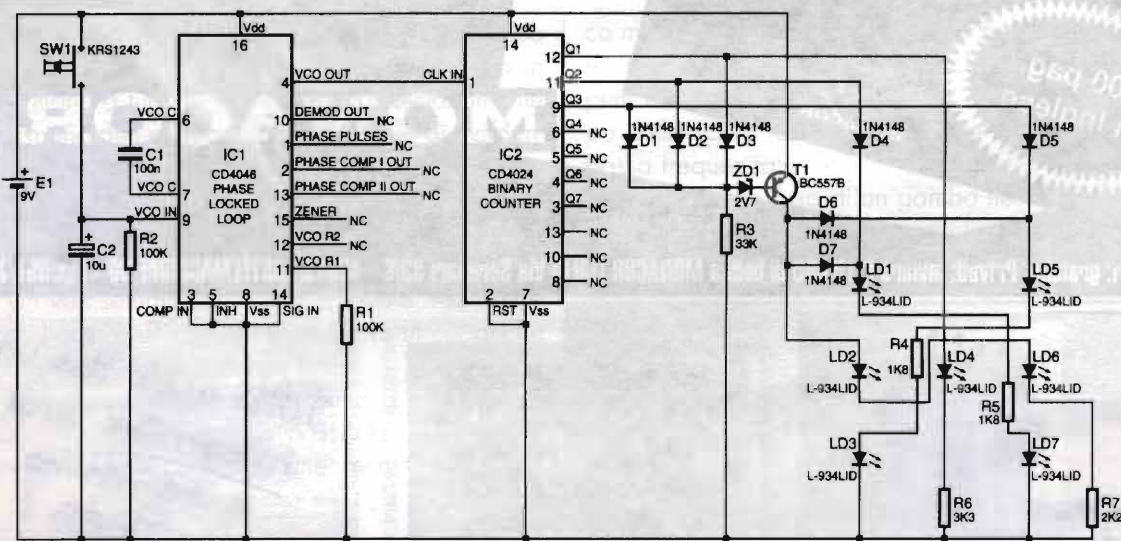 SW1
KRS1243
E1
9V
C1
100n
C2
10u
R2
100K
Vdd
16
VCO C
6
VCO C
7
VCO IN
9
IC1
CD4046
PHASE
LOCKED
LOOP
4
VCO OUT
10
DEMOD OUT
NC
1
PHASE PULSES
NC
2
PHASE COMP I OUT
NC
13
PHASE COMP II OUT
NC
15
ZENER
NC
12
VCO R2
NC
11
VCO R1
3
5
8
14
COMP IN
INH
Vss
SIG IN
R1
100K
Vdd
14
CLK IN
1
IC2
CD4024
BINARY
COUNTER
12
Q1
11
Q2
9
Q3
6
Q4
NC
5
Q5
NC
4
Q6
NC
3
Q7
NC
13
NC
10
NC
8
NC
2
7
RST
Vss
1N4148
D1
1N4148
D2
1N4148
D3
1N4148
D4
1N4148
D5
ZD1
2V7
T1
BC557B
R3
33K
D6
1N4148
D7
1N4148
LD1
L-934LID
LD5
L-934LID
R4
1K8
LD2
L-934LID
LD4
L-934LID
LD6
L-934LID
R5
1K8
LD3
L-934LID
LD7
L-934LID
R6
3K3
R7
2K2